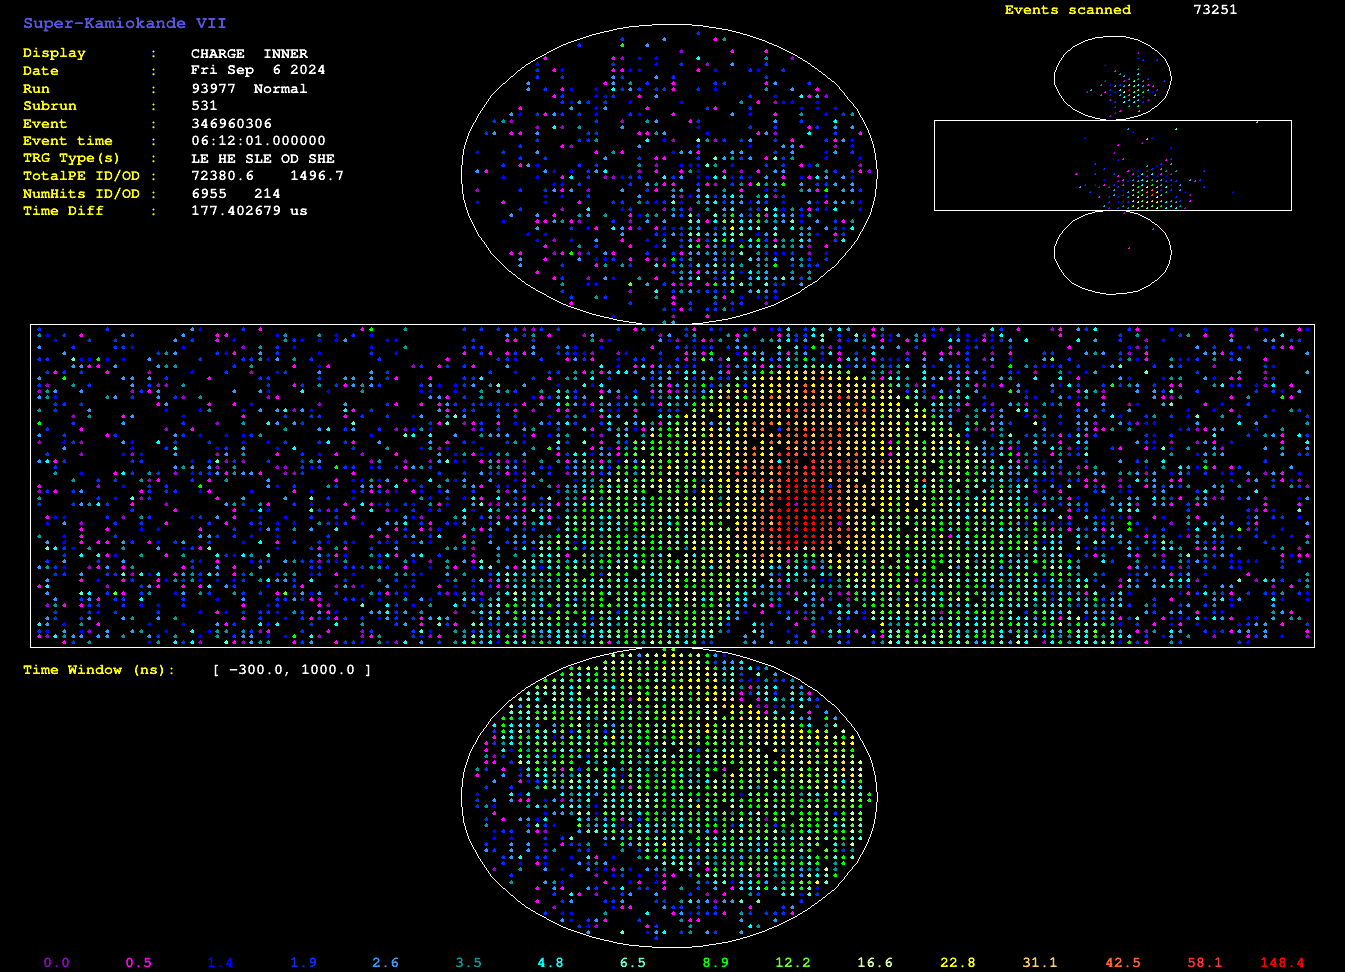 Super-Kamiokande VII
Events scanned 73251
Display : CHARGE INNER
Date : Fri Sep 6 2024
Run : 93977 Normal
Subrun : 531
Event : 346960306
Event time : 06:12:01.000000
TRG Type(s) : LE HE SLE OD SHE
TotalPE ID/OD : 72380.6 1496.7
NumHits ID/OD : 6955 214
Time Diff : 177.402679 us
Time Window (ns): [ -300.0, 1000.0 ]
0.0 0.5 1.4 1.9 2.6 3.5 4.8 6.5 8.9 12.2 16.6 22.8 31.1 42.5 58.1 148.4